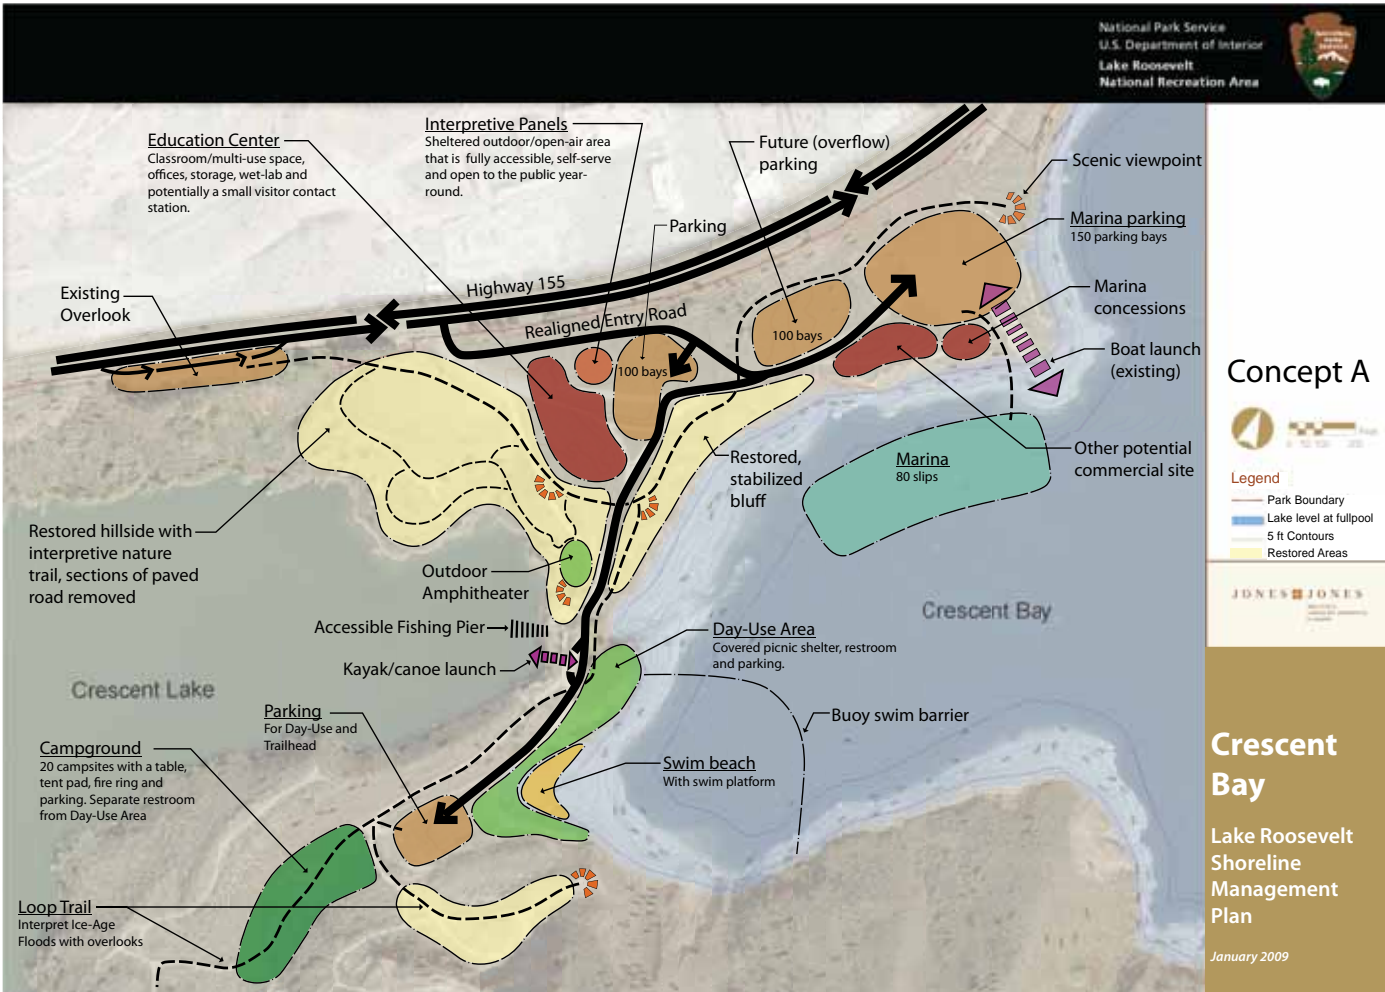 National Park Service
U.S. Department of Interior
Lake Roosevelt
National Recreation Area
Education Center
Classroom/multi-use space,
offices, storage, wet-lab and
potentially a small visitor contact
station.
Interpretive Panels
Sheltered outdoor/open-air area
that is fully accessible, self-serve
and open to the public year-
round.
Future (overflow)
parking
Scenic viewpoint
Marina parking
150 parking bays
Parking
Existing
Overlook
Highway 155
Realigned Entry Road
Marina
concessions
100 bays
100 bays
Boat launch
(existing)
Concept A
0
Legend
Park Boundary
Lake level at fullpool
5 ft Contours
Restored Areas
JONES JONES
Other potential
commercial site
Marina
80 slips
Restored,
stabilized
bluff
Restored hillside with
interpretive nature
trail, sections of paved
road removed
Outdoor
Amphitheater
Crescent Bay
Accessible Fishing Pier
Day-Use Area
Covered picnic shelter, restroom
and parking.
Kayak/canoe launch
Crescent Lake
Parking
For Day-Use and
Trailhead
Buoy swim barrier
Campground
20 campsites with a table,
tent pad, fire ring and
parking. Separate restroom
from Day-Use Area
Swim beach
With swim platform
Loop Trail
Interpret Ice-Age
Floods with overlooks
Crescent
Bay
Lake Roosevelt
Shoreline
Management
Plan
January 2009